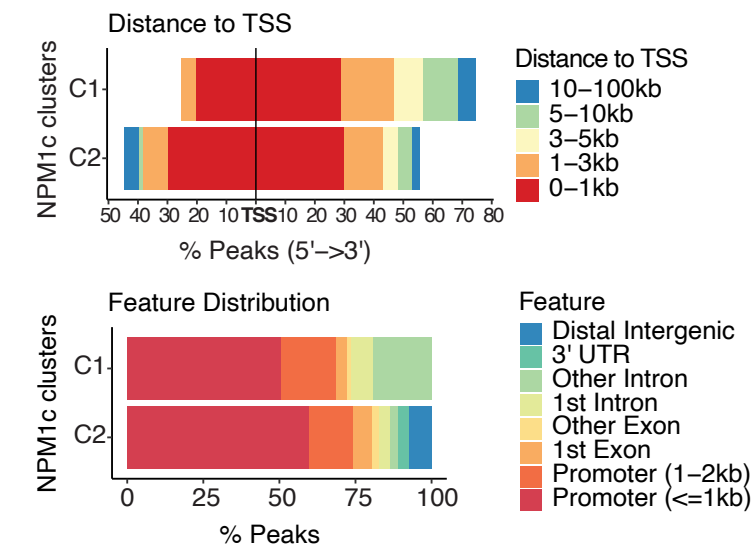 Distance to TSS
NPM1c clusters
C1
C2
50 40 30 20 10 TSS 10 20 30 40 50 60 70 80
% Peaks (5'−>3')
Distance to TSS
10−100kb
5−10kb
3−5kb
1−3kb
0−1kb
Feature Distribution
NPM1c clusters
C1
C2
0 25 50 75 100
% Peaks
Feature
Distal Intergenic
3' UTR
Other Intron
1st Intron
Other Exon
1st Exon
Promoter (1−2kb)
Promoter (<=1kb)